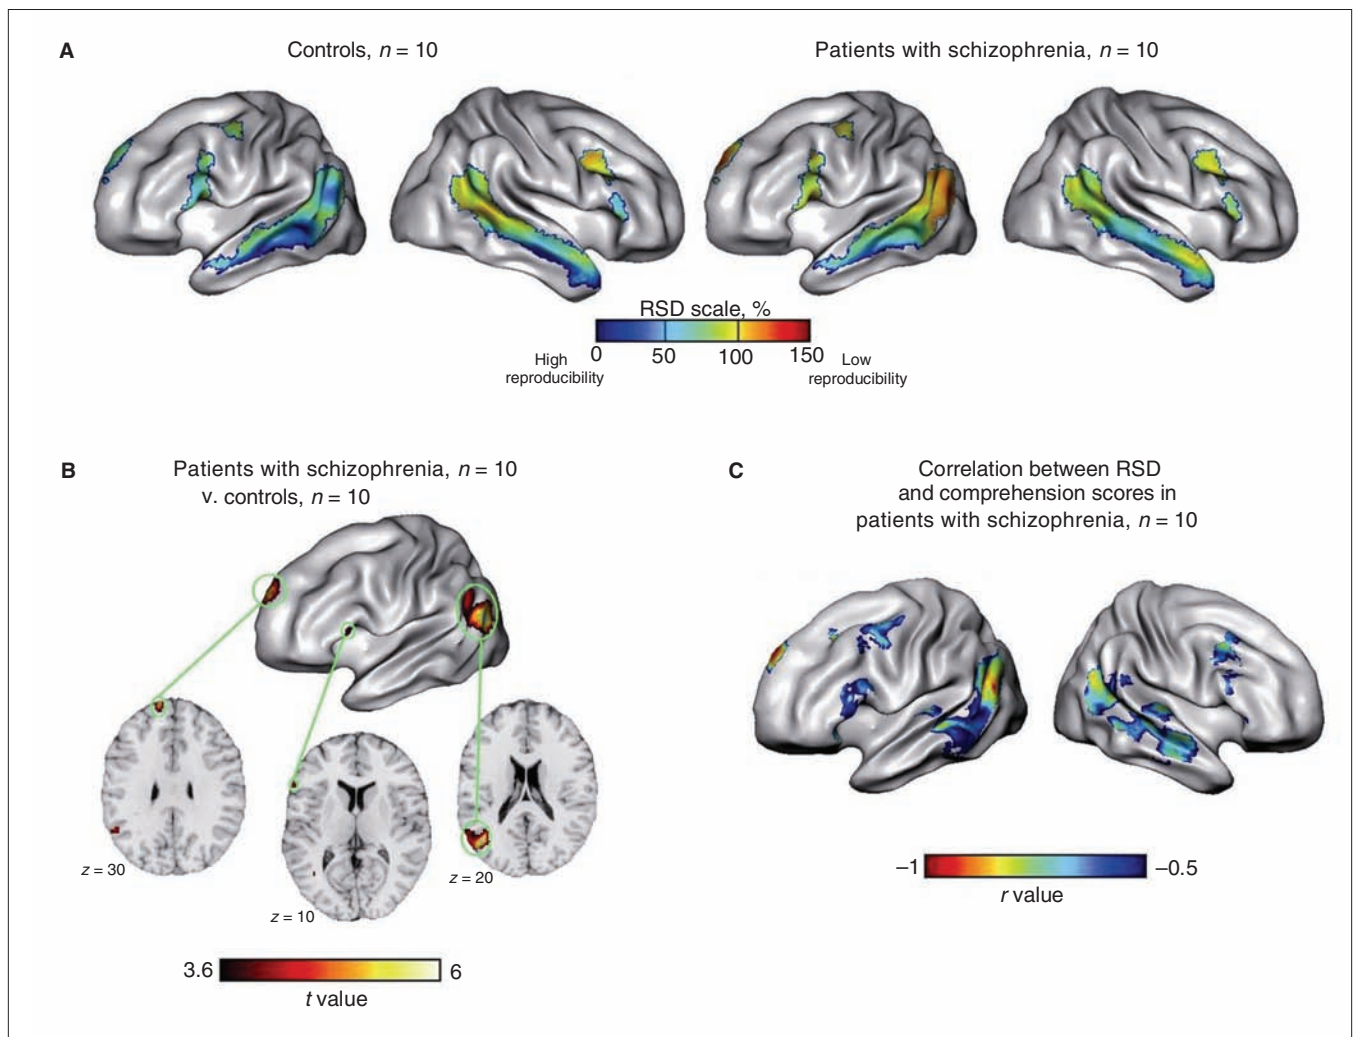 A
Controls, n = 10
Patients with schizophrenia, n = 10
RSD scale, %
0 50 100 150
High reproducibility
Low reproducibility
B
Patients with schizophrenia, n = 10
v. controls, n = 10
z = 30
z = 10
z = 20
3.6 6
t value
C
Correlation between RSD
and comprehension scores in
patients with schizophrenia, n = 10
–1 –0.5
r value